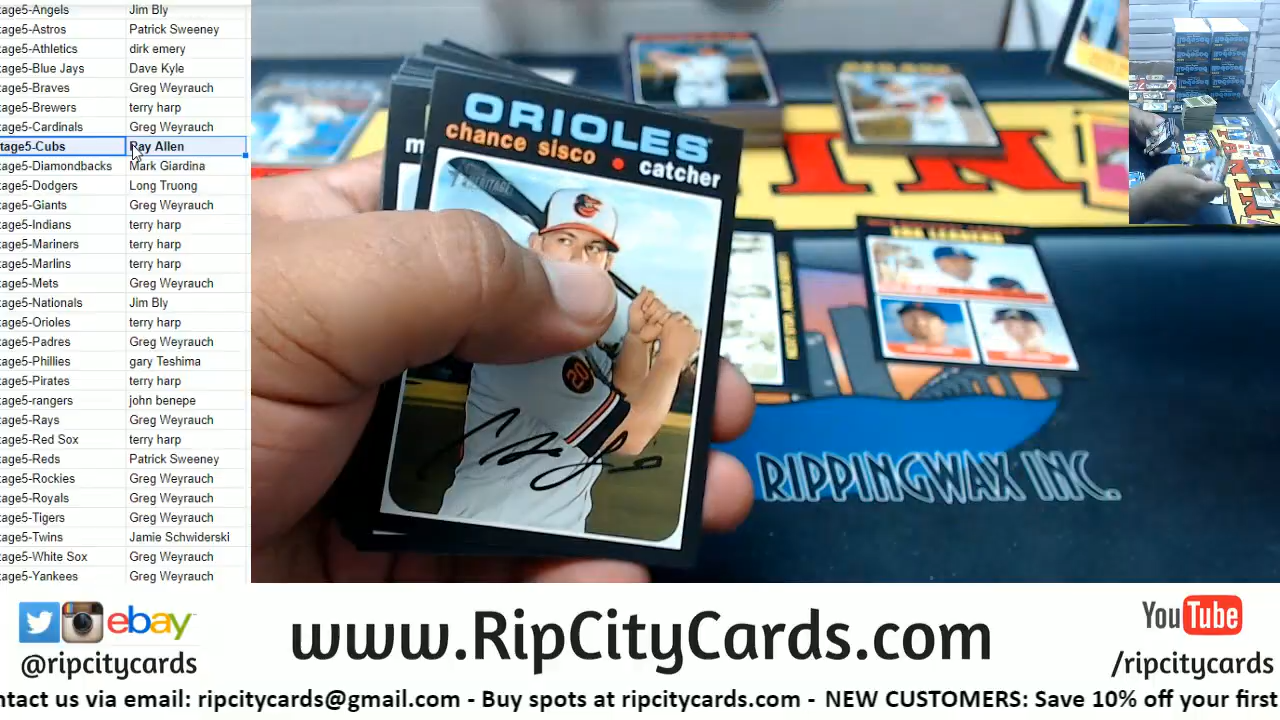 tage5-Angels Jim Bly
tage5-Astros Patrick Sweeney
tage5-Athletics dirk emery
tage5-Blue Jays Dave Kyle
tage5-Braves Greg Weyrauch
tage5-Brewers terry harp
tage5-Cardinals Greg Weyrauch
tage5-Cubs Ray Allen
tage5-Diamondbacks Mark Giardina
tage5-Dodgers Long Truong
tage5-Giants Greg Weyrauch
tage5-Indians terry harp
tage5-Mariners terry harp
tage5-Marlins terry harp
tage5-Mets Greg Weyrauch
tage5-Nationals Jim Bly
tage5-Orioles terry harp
tage5-Padres Greg Weyrauch
tage5-Phillies gary Teshima
tage5-Pirates terry harp
tage5-rangers john benepe
tage5-Rays Greg Weyrauch
tage5-Red Sox terry harp
tage5-Reds Patrick Sweeney
tage5-Rockies Greg Weyrauch
tage5-Royals Greg Weyrauch
tage5-Tigers Greg Weyrauch
tage5-Twins Jamie Schwiderski
tage5-White Sox Greg Weyrauch
tage5-Yankees Greg Weyrauch
ORIOLES
chance sisco • catcher
HERITAGE
20
m
ERA LEADERS
RIPPINGWAX INC.
ebay
@ripcitycards
www.RipCityCards.com
YouTube
/ripcitycards
ntact us via email: ripcitycards@gmail.com - Buy spots at ripcitycards.com - NEW CUSTOMERS: Save 10% off your first